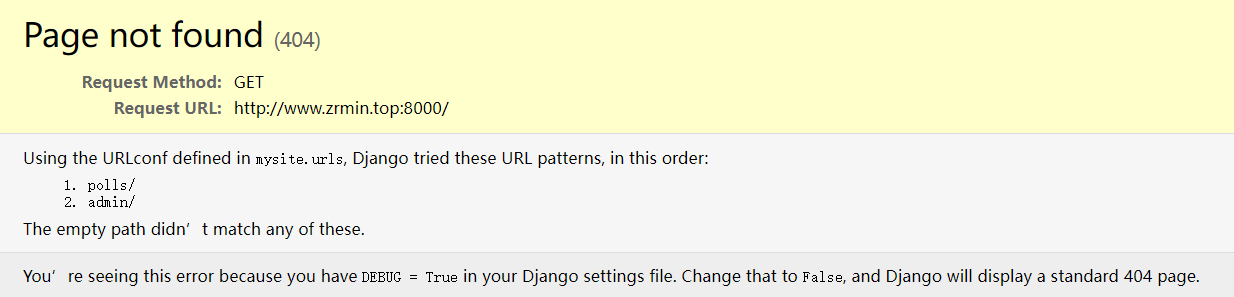 Page not found (404)
Request Method: GET
Request URL: http://www.zrmin.top:8000/
Using the URLconf defined in mysite.urls, Django tried these URL patterns, in this order:
1. polls/
2. admin/
The empty path didn’t match any of these.
You’re seeing this error because you have DEBUG = True in your Django settings file. Change that to False, and Django will display a standard 404 page.